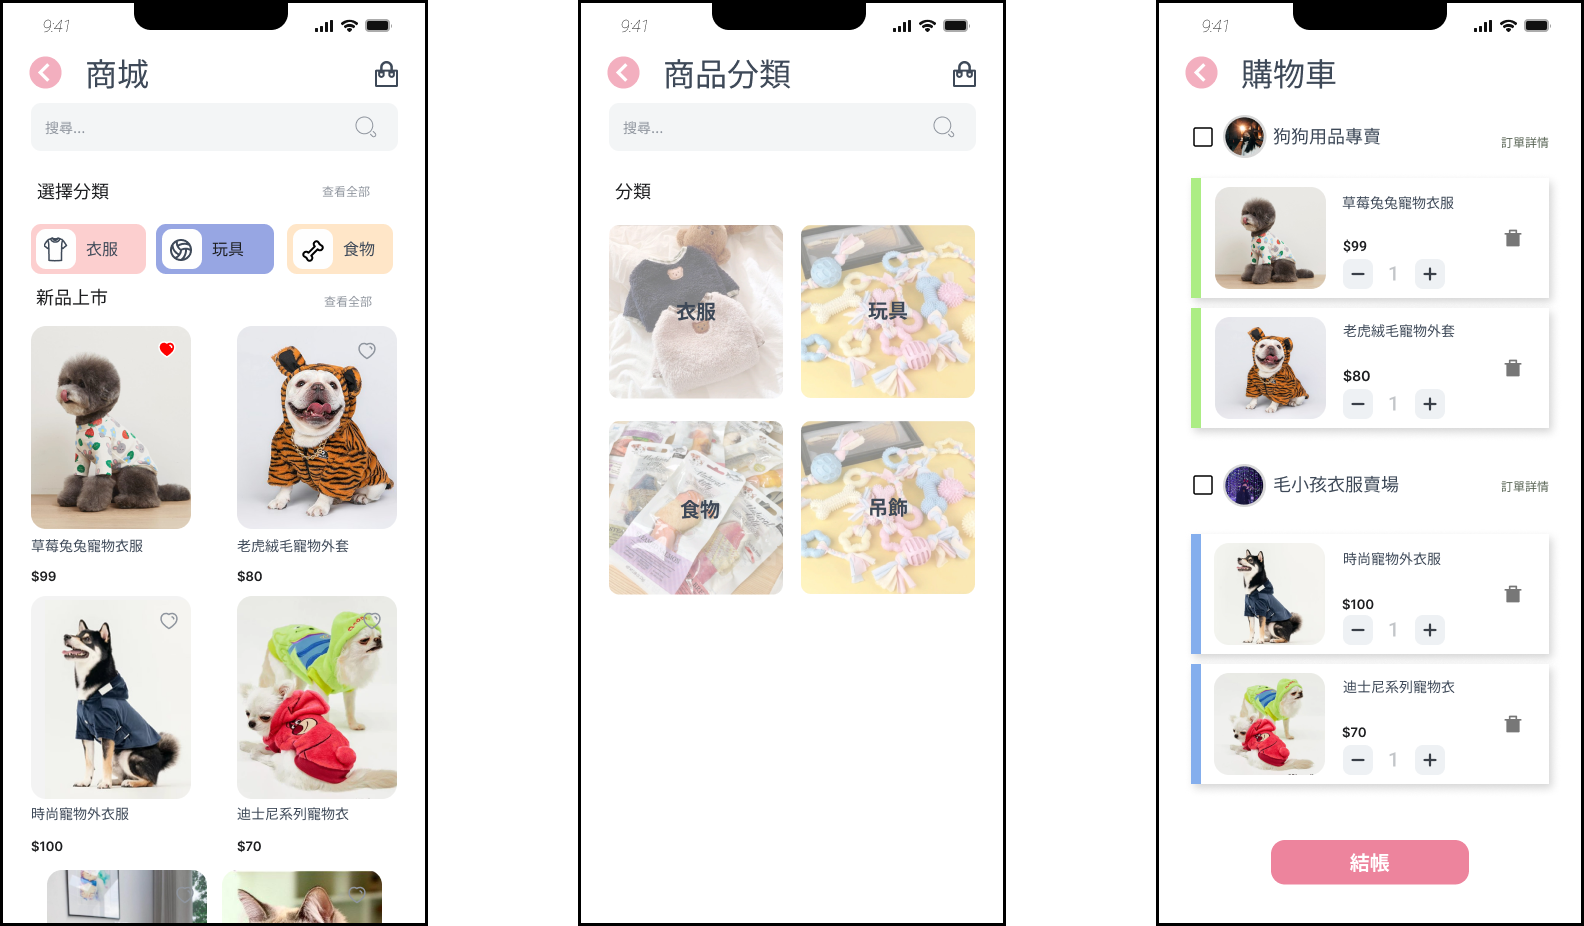 9:41
商城
搜尋...
選擇分類
查看全部
衣服
玩具
食物
新品上市
查看全部
草莓兔兔寵物衣服
老虎絨毛寵物外套
$99
$80
時尚寵物外衣服
迪士尼系列寵物衣
$100
$70
9:41
商品分類
搜尋...
分類
衣服
玩具
食物
吊飾
9:41
購物車
狗狗用品專賣
訂單詳情
草莓兔兔寵物衣服
$99
1
老虎絨毛寵物外套
$80
1
毛小孩衣服賣場
訂單詳情
時尚寵物外衣服
$100
1
迪士尼系列寵物衣
$70
1
結帳